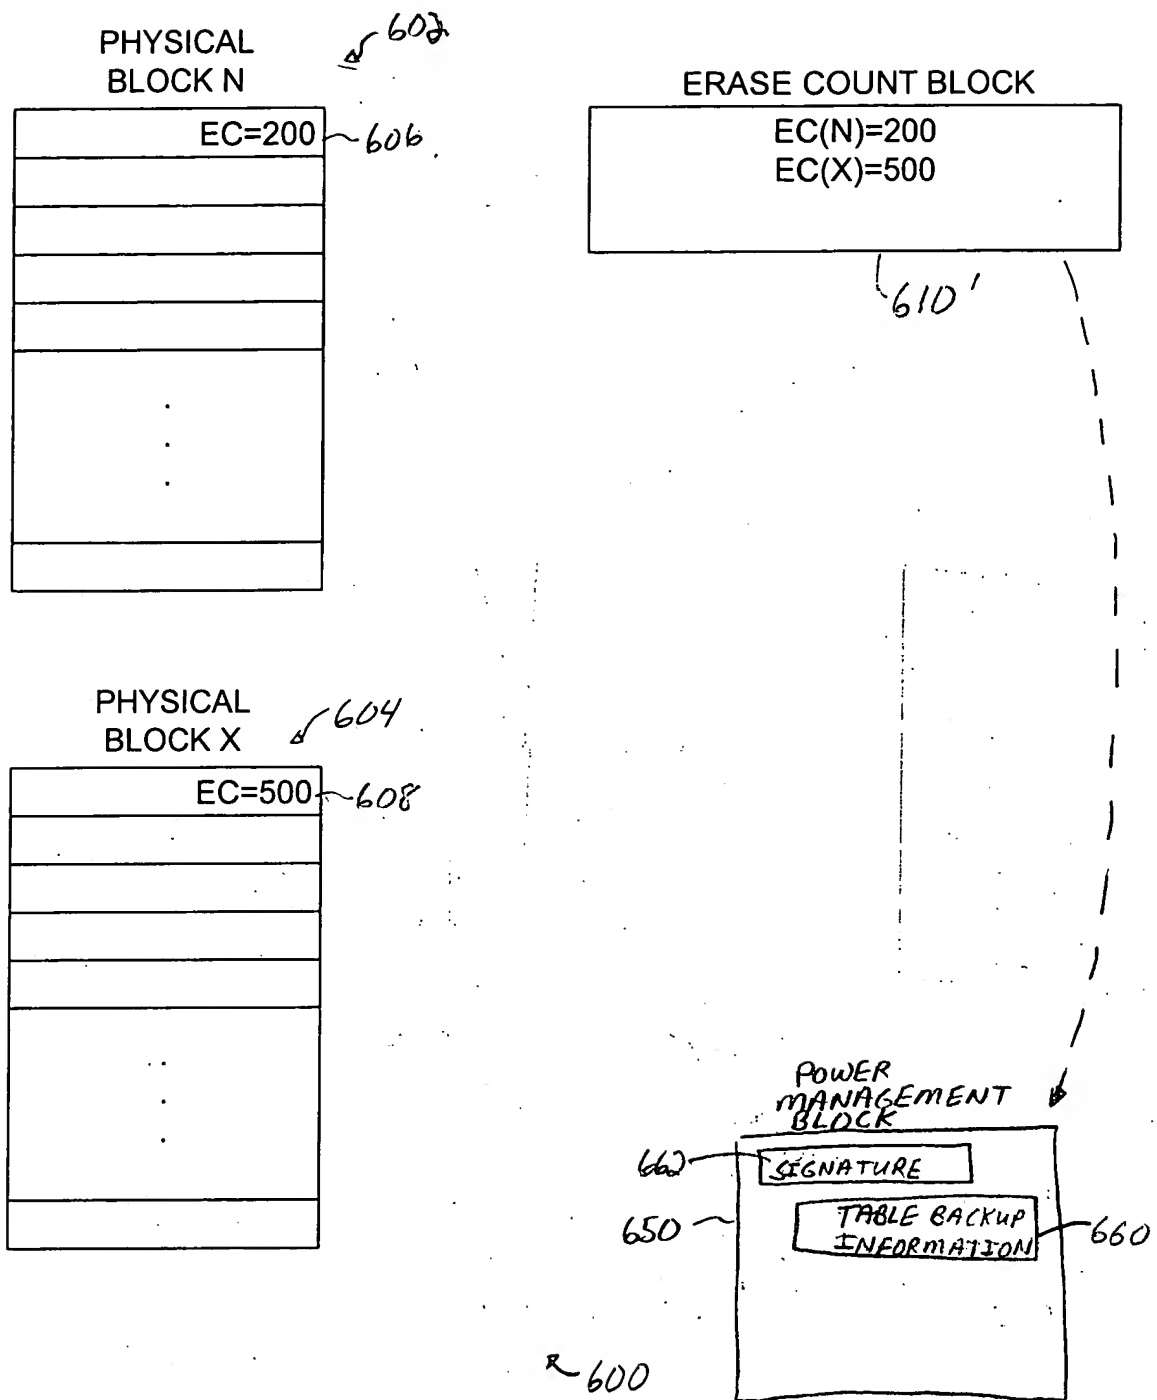 PHYSICAL
BLOCK N
602
EC=200
606
ERASE COUNT BLOCK
EC(N)=200
EC(X)=500
610'
PHYSICAL
BLOCK X
604
EC=500
608
POWER
MANAGEMENT
BLOCK
662
SIGNATURE
650
TABLE BACKUP
INFORMATION
660
600